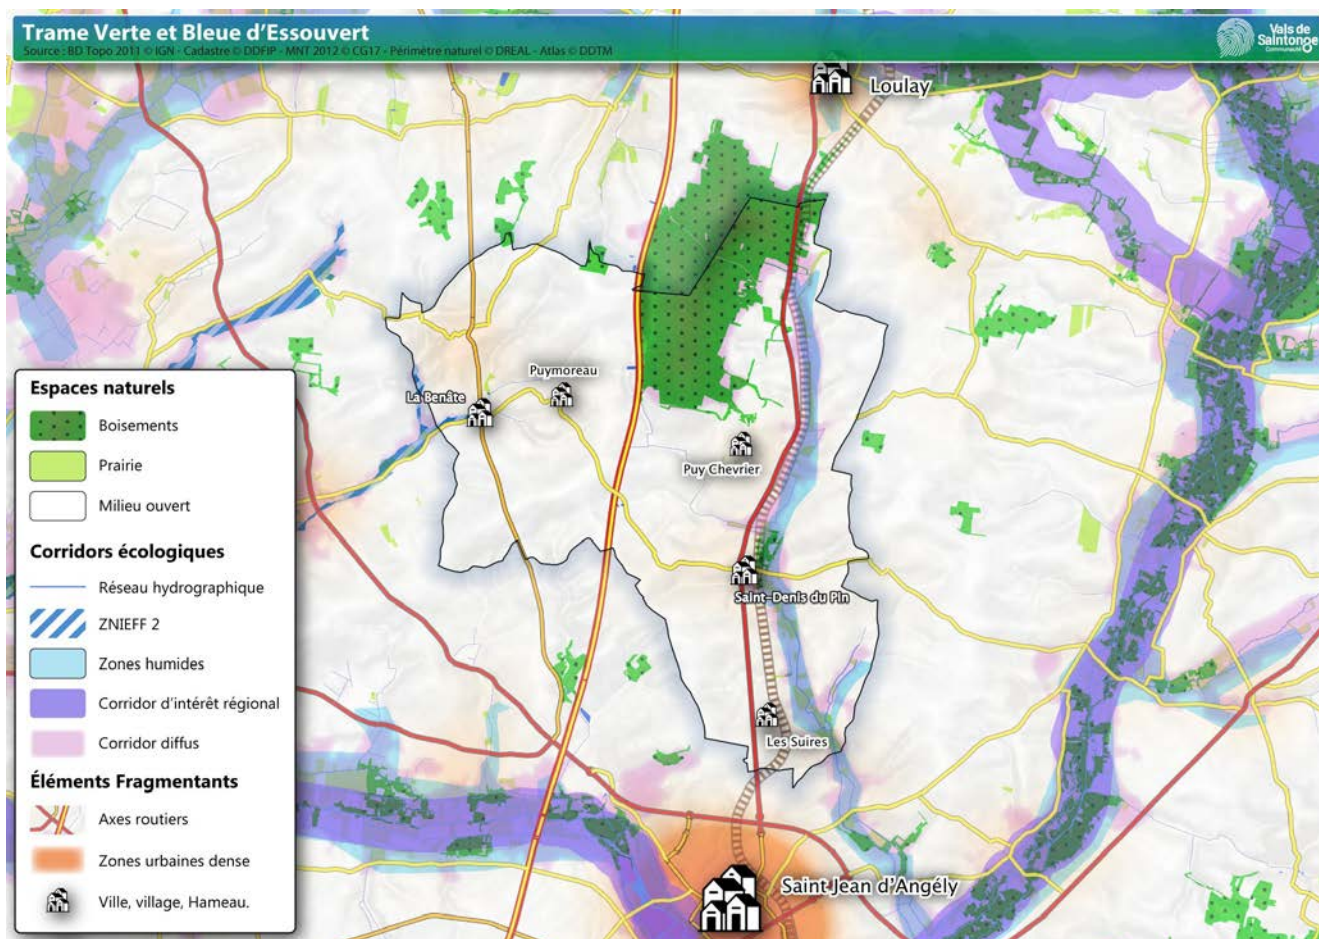 Trame Verte et Bleue d'Essouvert
Source : BD Topo 2011 © IGN - Cadastre © DDFIP - MNT 2012 © CG17 - Périmètre naturel © DREAL - Atlas © DDTM
Vals de
Saintonge
Communauté
Loulay
Puymoreau
La Benâte
Puy Chevrier
Saint-Denis du Pin
Les Suires
Saint Jean d'Angély
Espaces naturels
Boisements
Prairie
Milieu ouvert
Corridors écologiques
Réseau hydrographique
ZNIEFF 2
Zones humides
Corridor d'intérêt régional
Corridor diffus
Éléments Fragmentants
Axes routiers
Zones urbaines dense
Ville, village, Hameau.